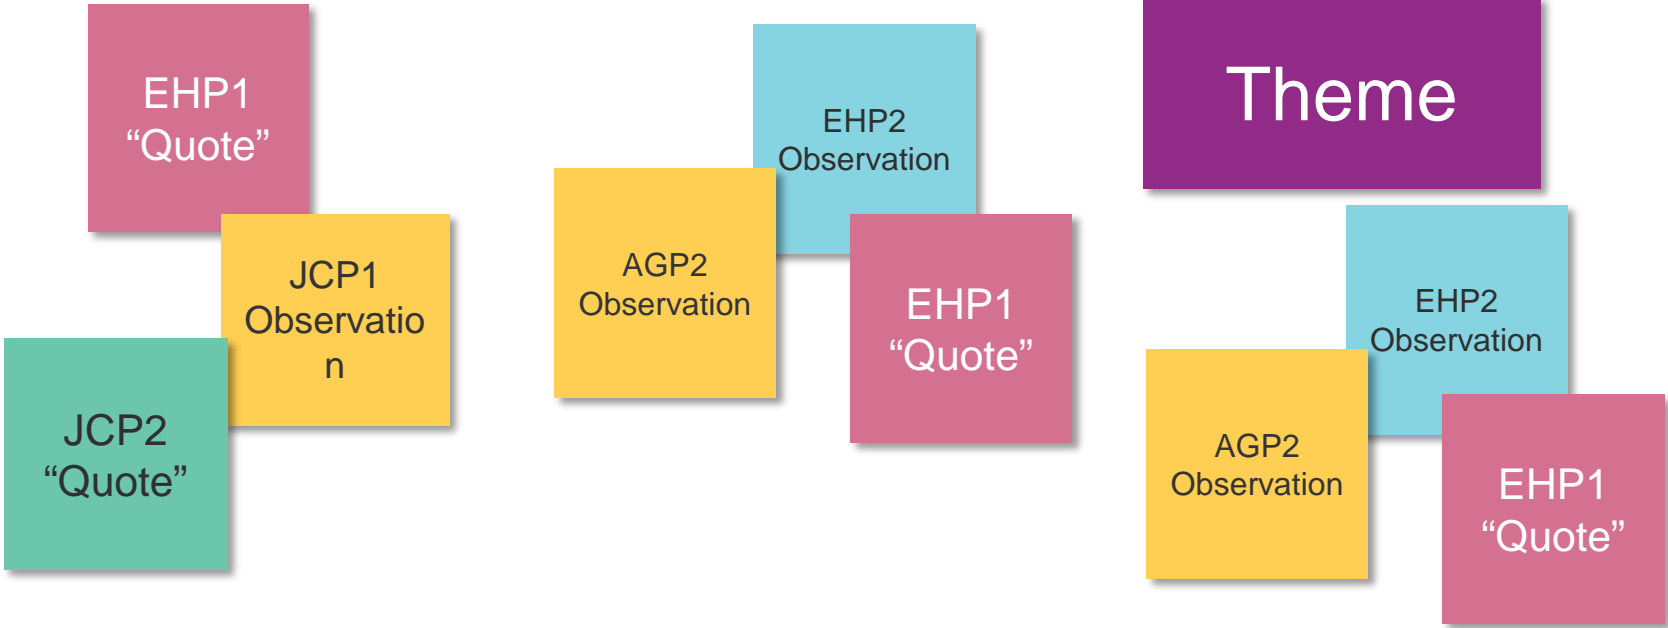 EHP1
“Quote”
JCP1
Observatio
n
JCP2
“Quote”
EHP2
Observation
AGP2
Observation
EHP1
“Quote”
Theme
EHP2
Observation
AGP2
Observation
EHP1
“Quote”